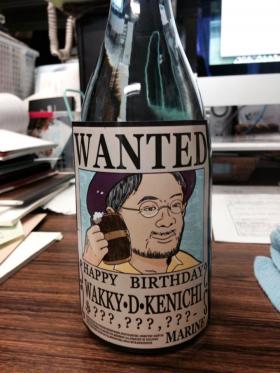 WANTED
HAPPY BIRTHDAY
WAKKY·D·KENICHI
???,???,???-
MARINE